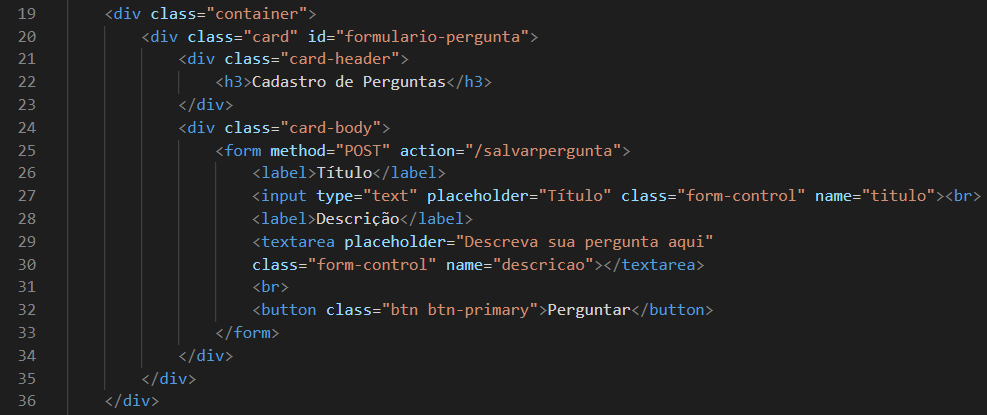 19 <div class="container">
20 <div class="card" id="formulario-pergunta">
21 <div class="card-header">
22 <h3>Cadastro de Perguntas</h3>
23 </div>
24 <div class="card-body">
25 <form method="POST" action="/salvarpergunta">
26 <label>Título</label>
27 <input type="text" placeholder="Título" class="form-control" name="titulo"><br>
28 <label>Descrição</label>
29 <textarea placeholder="Descreva sua pergunta aqui"
30 class="form-control" name="descricao"></textarea>
31 <br>
32 <button class="btn btn-primary">Perguntar</button>
33 </form>
34 </div>
35 </div>
36 </div>